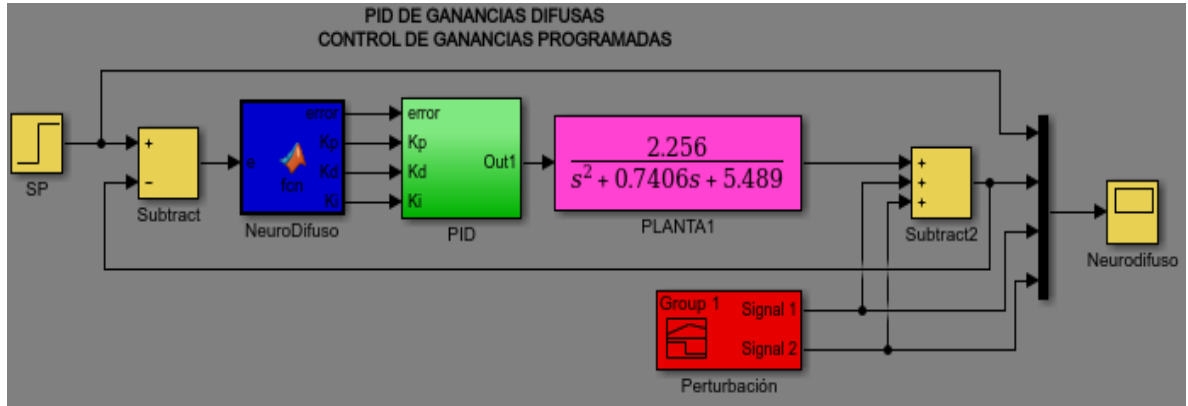 PID DE GANANCIAS DIFUSAS
CONTROL DE GANANCIAS PROGRAMADAS
SP
+
−
Subtract
e
fcn
error
Kp
Kd
Ki
NeuroDifuso
error
Kp
Kd
Ki
Out1
PID
2.256
s² + 0.7406s + 5.489
PLANTA1
+
+
+
Subtract2
Neurodifuso
Group 1
Signal 1
Signal 2
Perturbación